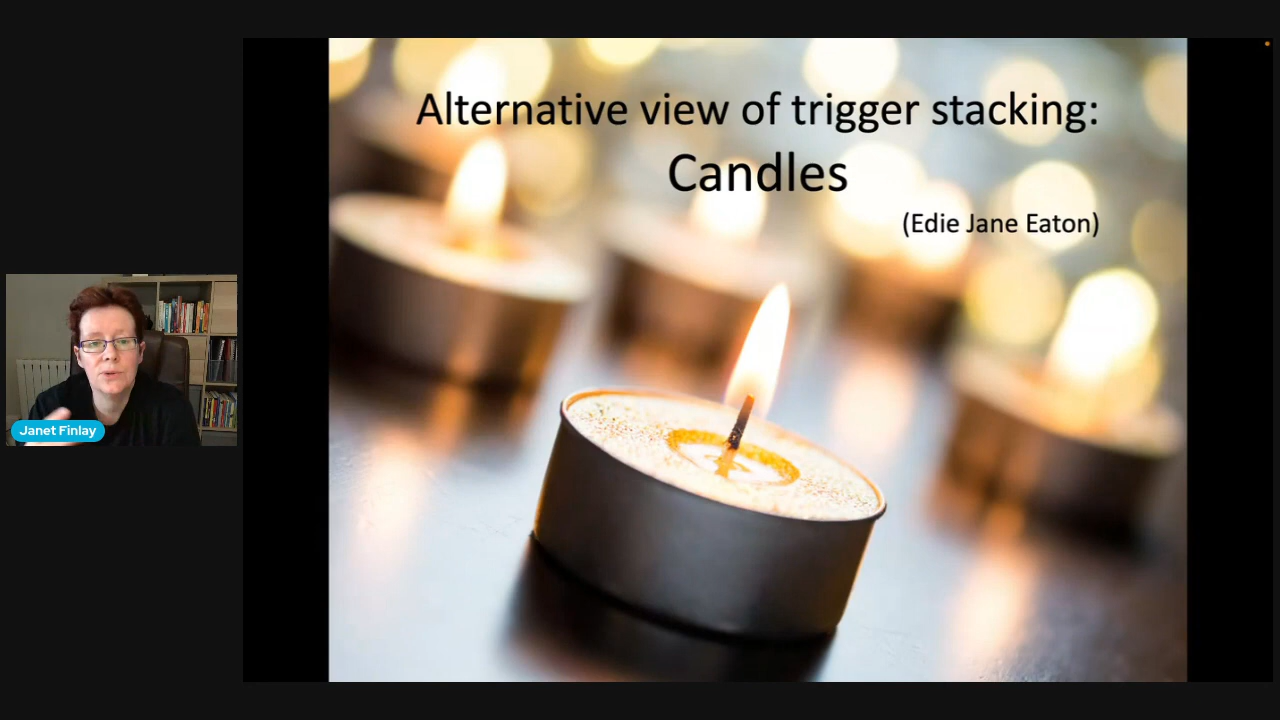 Alternative view of trigger stacking:
Candles
(Edie Jane Eaton)
Janet Finlay